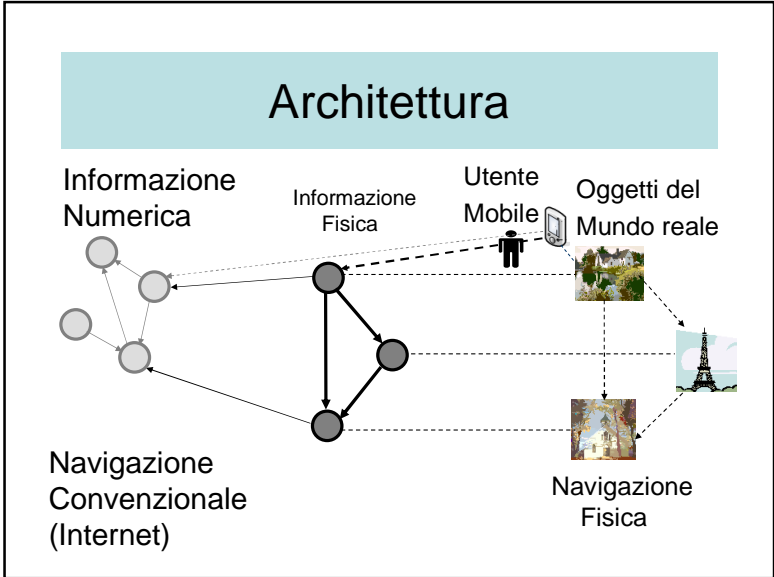 Architettura
Informazione
Numerica
Informazione
Fisica
Utente
Mobile
Oggetti del
Mundo reale
Navigazione
Convenzionale
(Internet)
Navigazione
Fisica